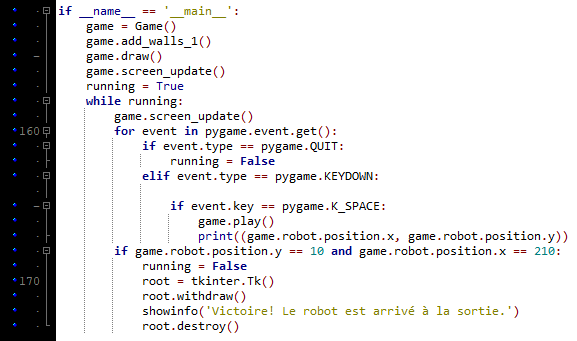 if __name__ == '__main__':
    game = Game()
    game.add_walls_1()
    game.draw()
    game.screen_update()
    running = True
    while running:
        game.screen_update()
160        for event in pygame.event.get():
            if event.type == pygame.QUIT:
                running = False
            elif event.type == pygame.KEYDOWN:

                if event.key == pygame.K_SPACE:
                    game.play()
                    print((game.robot.position.x, game.robot.position.y))
        if game.robot.position.y == 10 and game.robot.position.x == 210:
            running = False
170            root = tkinter.Tk()
            root.withdraw()
            showinfo('Victoire! Le robot est arrivé à la sortie.')
            root.destroy()